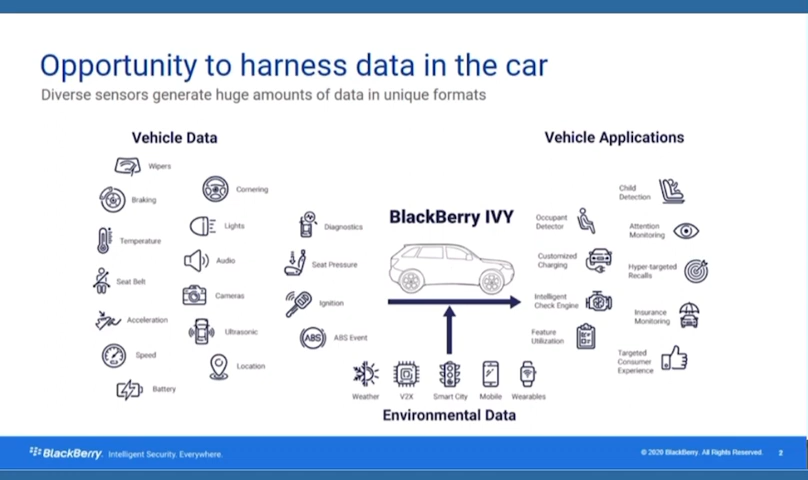 Opportunity to harness data in the car
Diverse sensors generate huge amounts of data in unique formats
Vehicle Data
Wipers
Braking
Temperature
Seat Belt
Acceleration
Speed
Battery
Cornering
Lights
Audio
Cameras
Ultrasonic
Location
Diagnostics
Seat Pressure
Ignition
ABS
ABS Event
BlackBerry IVY
Weather
V2X
Smart City
Mobile
Wearables
Environmental Data
Vehicle Applications
Occupant
Detector
Customized
Charging
Intelligent
Check Engine
Feature
Utilization
Child
Detection
Attention
Monitoring
Hyper-targeted
Recalls
Insurance
Monitoring
Targeted
Consumer
Experience
BlackBerry. Intelligent Security. Everywhere.
© 2020 BlackBerry. All Rights Reserved. 2